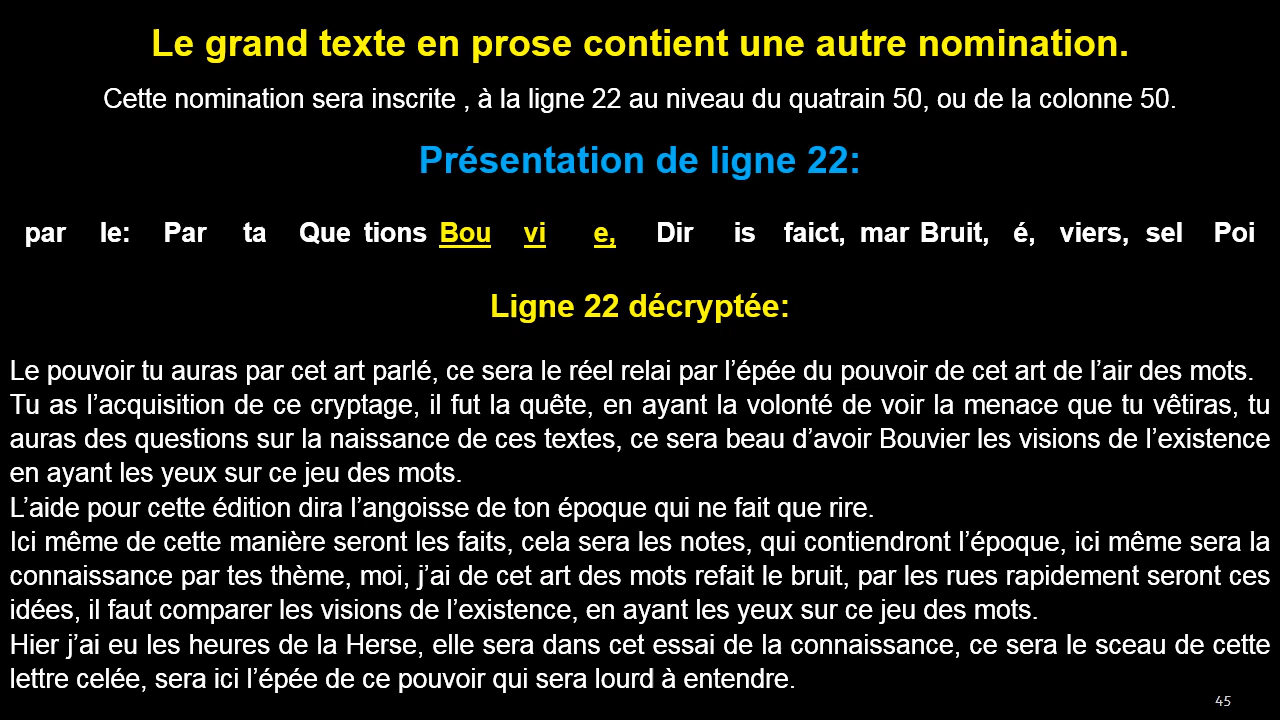 Le grand texte en prose contient une autre nomination.
Cette nomination sera inscrite , à la ligne 22 au niveau du quatrain 50, ou de la colonne 50.
Présentation de ligne 22:
par le: Par ta Que tions Bou vi e, Dir is faict, mar Bruit, é, viers, sel Poi
Ligne 22 décryptée:
Le pouvoir tu auras par cet art parlé, ce sera le réel relai par l’épée du pouvoir de cet art de l’air des mots.
Tu as l’acquisition de ce cryptage, il fut la quête, en ayant la volonté de voir la menace que tu vêtiras, tu
auras des questions sur la naissance de ces textes, ce sera beau d’avoir Bouvier les visions de l’existence
en ayant les yeux sur ce jeu des mots.
L’aide pour cette édition dira l’angoisse de ton époque qui ne fait que rire.
Ici même de cette manière seront les faits, cela sera les notes, qui contiendront l’époque, ici même sera la
connaissance par tes thème, moi, j’ai de cet art des mots refait le bruit, par les rues rapidement seront ces
idées, il faut comparer les visions de l’existence, en ayant les yeux sur ce jeu des mots.
Hier j’ai eu les heures de la Herse, elle sera dans cet essai de la connaissance, ce sera le sceau de cette
lettre celée, sera ici l’épée de ce pouvoir qui sera lourd à entendre.
45